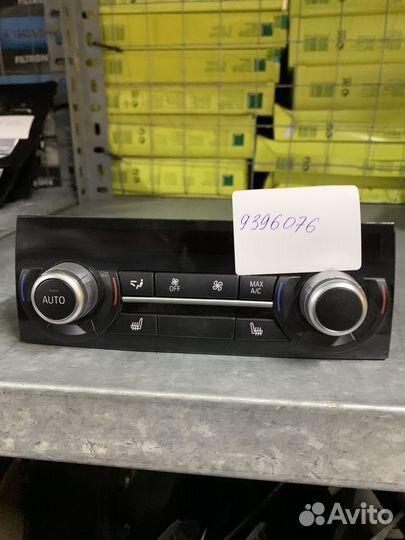 FILTRON
9396076
AUTO
OFF
MAX
A/C
Avito